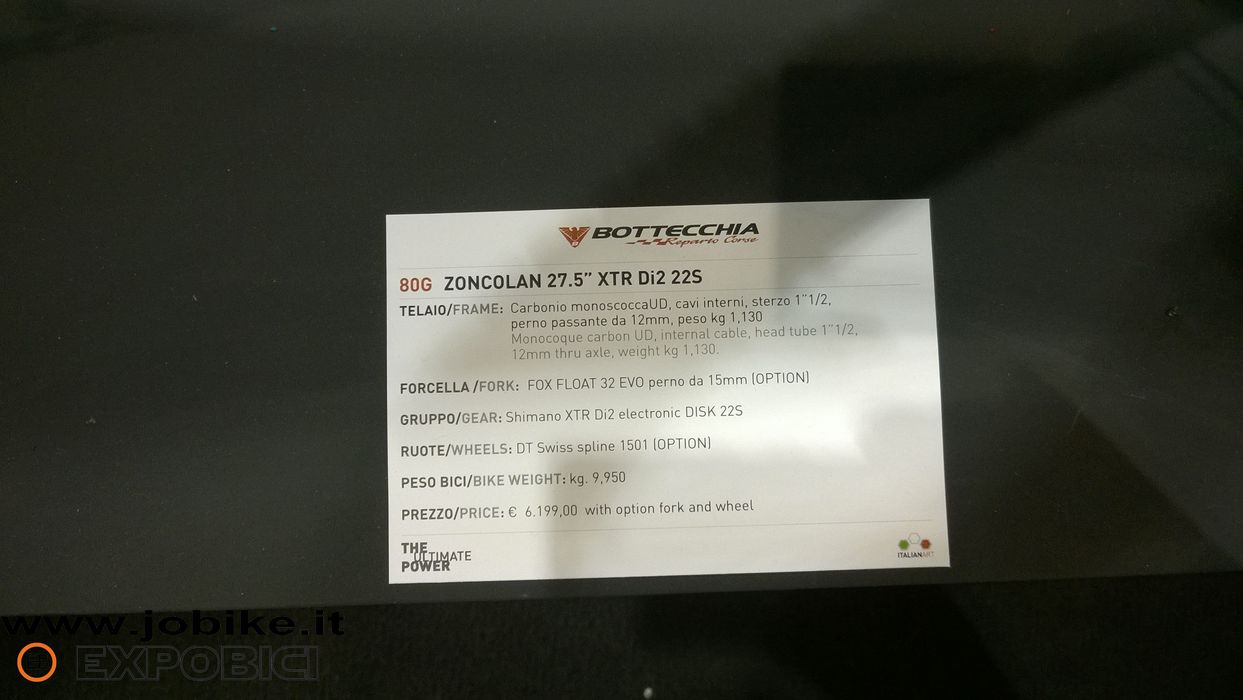 BOTTECCHIA
Reparto Corse
80G ZONCOLAN 27.5” XTR Di2 22S
TELAIO/FRAME: Carbonio monoscoccaUD, cavi interni, sterzo 1”1/2,
perno passante da 12mm, peso kg 1,130
Monocoque carbon UD, internal cable, head tube 1”1/2,
12mm thru axle, weight kg 1,130.
FORCELLA /FORK: FOX FLOAT 32 EVO perno da 15mm (OPTION)
GRUPPO/GEAR: Shimano XTR Di2 electronic DISK 22S
RUOTE/WHEELS: DT Swiss spline 1501 (OPTION)
PESO BICI/BIKE WEIGHT: kg. 9,950
PREZZO/PRICE: € 6.199,00 with option fork and wheel
THE
ULTIMATE
POWER
ITALIANART
www.jobike.it
EXPOBICI